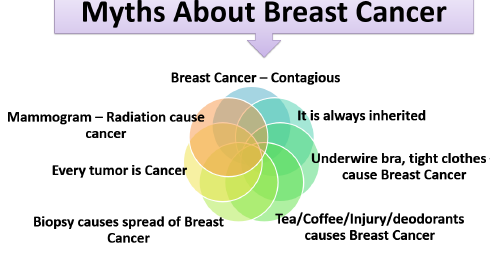 Myths About Breast Cancer
Breast Cancer – Contagious
It is always inherited
Underwire bra, tight clothes
cause Breast Cancer
Tea/Coffee/Injury/deodorants
causes Breast Cancer
Biopsy causes spread of Breast
Cancer
Every tumor is Cancer
Mammogram – Radiation cause
cancer